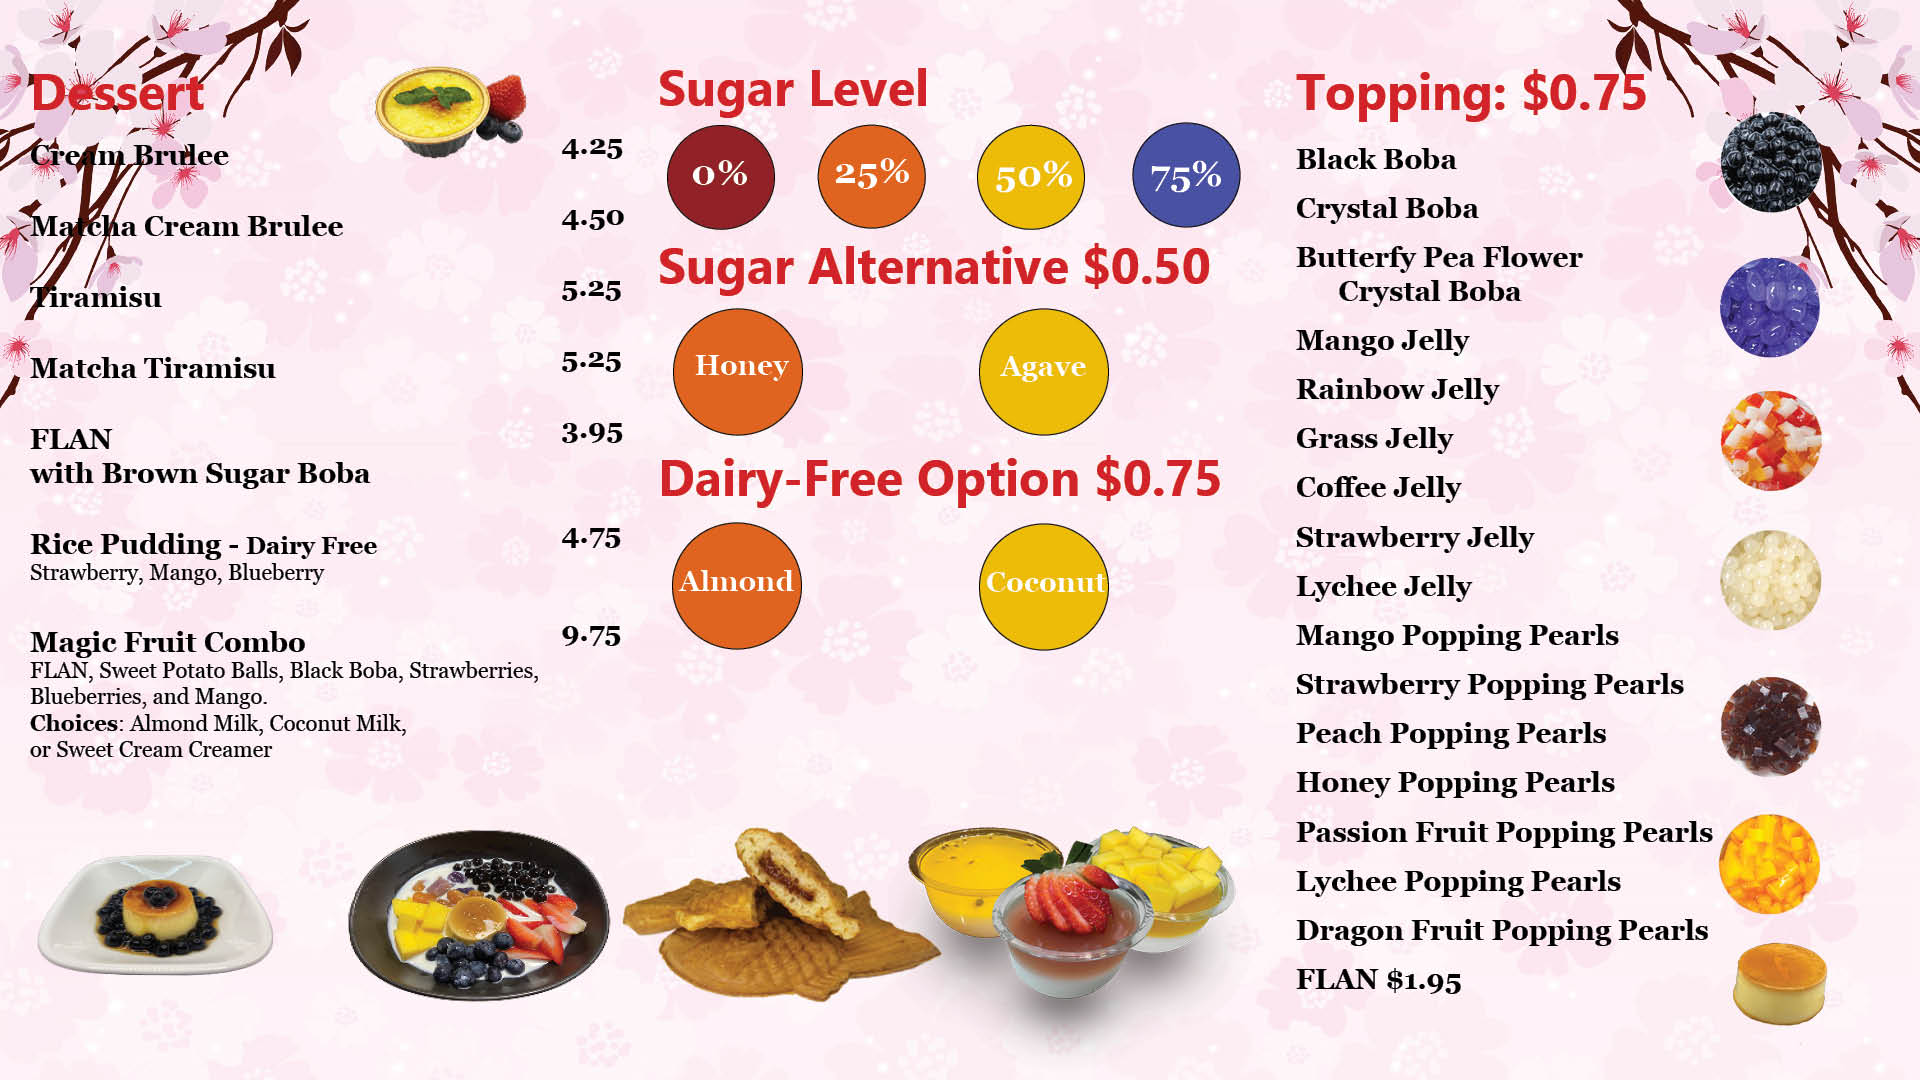 Dessert
Cream Brulee 4.25
Matcha Cream Brulee 4.50
Tiramisu 5.25
Matcha Tiramisu 5.25
FLAN 3.95
with Brown Sugar Boba
Rice Pudding - Dairy Free 4.75
Strawberry, Mango, Blueberry
Magic Fruit Combo 9.75
FLAN, Sweet Potato Balls, Black Boba, Strawberries,
Blueberries, and Mango.
Choices: Almond Milk, Coconut Milk,
or Sweet Cream Creamer
Sugar Level
0% 25% 50% 75%
Sugar Alternative $0.50
Honey Agave
Dairy-Free Option $0.75
Almond Coconut
Topping: $0.75
Black Boba
Crystal Boba
Butterfy Pea Flower
Crystal Boba
Mango Jelly
Rainbow Jelly
Grass Jelly
Coffee Jelly
Strawberry Jelly
Lychee Jelly
Mango Popping Pearls
Strawberry Popping Pearls
Peach Popping Pearls
Honey Popping Pearls
Passion Fruit Popping Pearls
Lychee Popping Pearls
Dragon Fruit Popping Pearls
FLAN $1.95